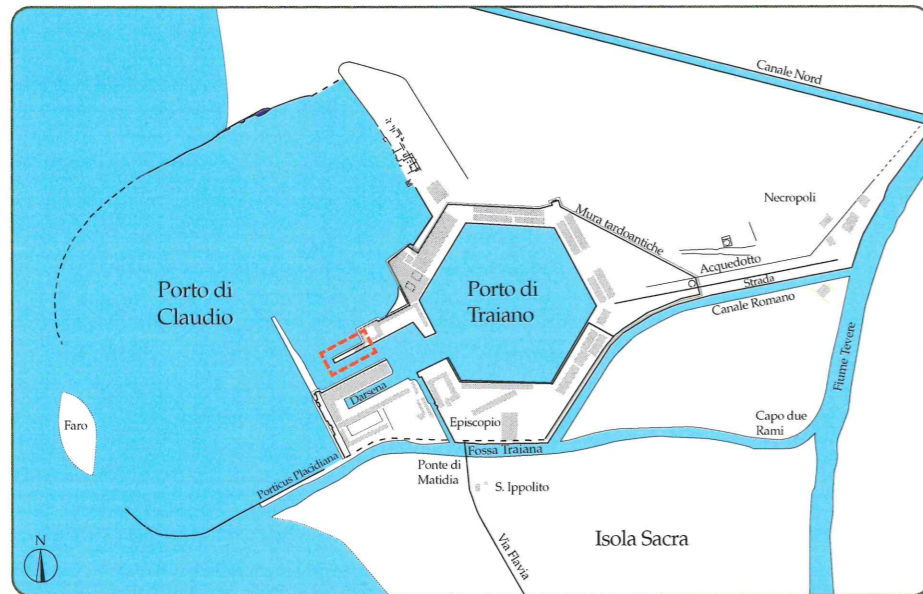 Canale Nord
Necropoli
Mura tardoantiche
Acquedotto
Strada
Canale Romano
Porto di
Claudio
Porto di
Traiano
Fiume Tevere
Darsena
Faro
Episcopio
Capo due
Rami
Fossa Traiana
Porticus Placidiana
Ponte di
Matidia
S. Ippolito
Via Flavia
Isola Sacra
N